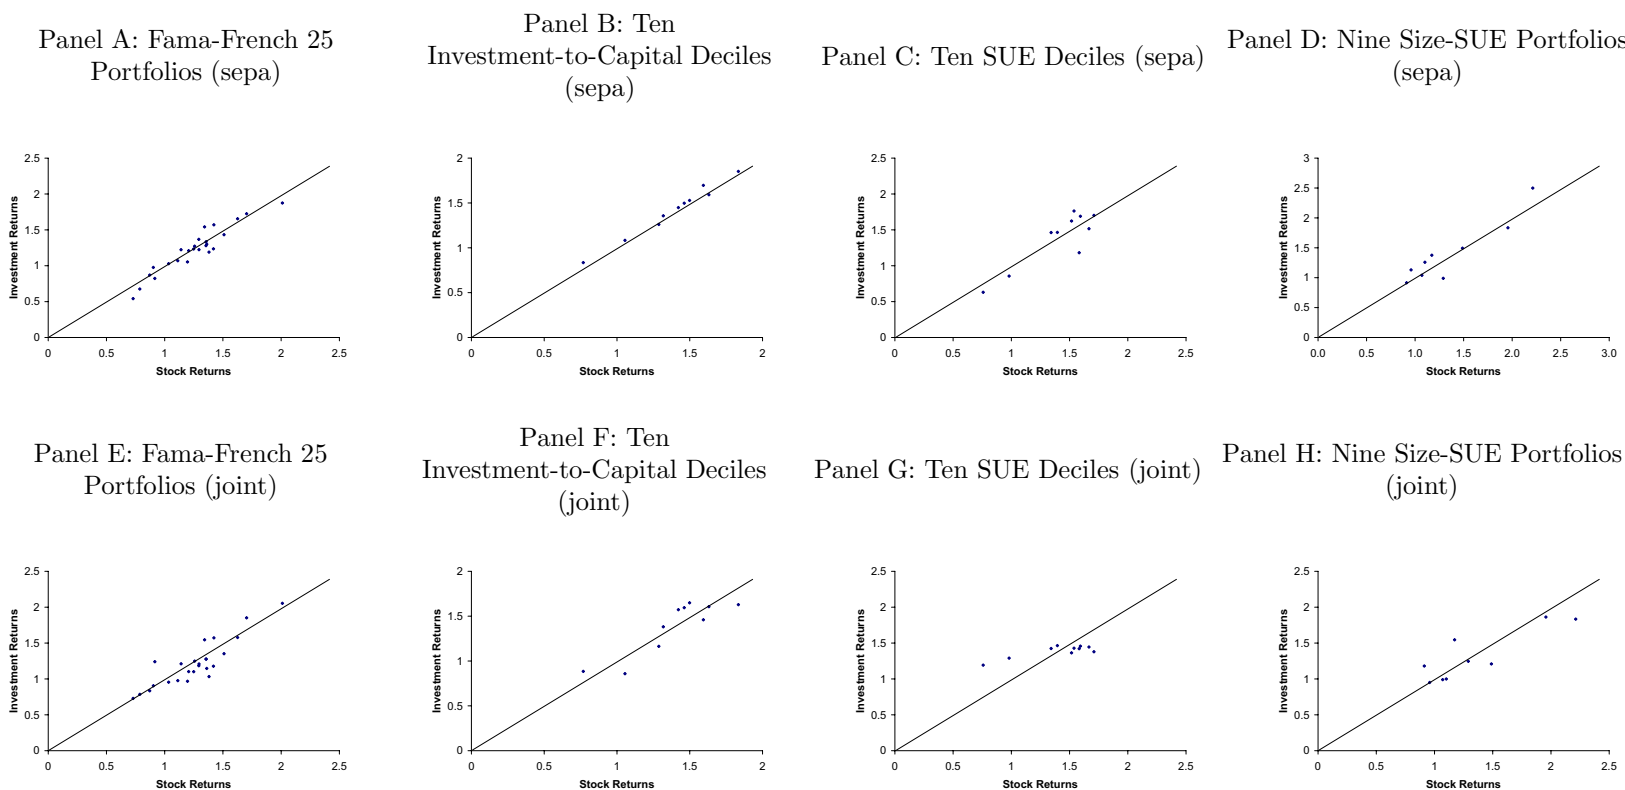 Panel A: Fama-French 25
Portfolios (sepa)
Panel B: Ten
Investment-to-Capital Deciles
(sepa)
Panel C: Ten SUE Deciles (sepa)
Panel D: Nine Size-SUE Portfolios
(sepa)
2.5
2
1.5
1
0.5
0
Investment Returns
0 0.5 1 1.5 2 2.5
Stock Returns
2
1.5
1
0.5
0
Investment Returns
0 0.5 1 1.5 2
Stock Returns
2.5
2
1.5
1
0.5
0
Investment Returns
0 0.5 1 1.5 2 2.5
Stock Returns
3
2.5
2
1.5
1
0.5
0
Investment Returns
0.0 0.5 1.0 1.5 2.0 2.5 3.0
Stock Returns
Panel E: Fama-French 25
Portfolios (joint)
Panel F: Ten
Investment-to-Capital Deciles
(joint)
Panel G: Ten SUE Deciles (joint)
Panel H: Nine Size-SUE Portfolios
(joint)
2.5
2
1.5
1
0.5
0
Investment Returns
0 0.5 1 1.5 2 2.5
Stock Returns
2
1.5
1
0.5
0
Investment Returns
0 0.5 1 1.5 2
Stock Returns
2.5
2
1.5
1
0.5
0
Investment Returns
0 0.5 1 1.5 2 2.5
Stock Returns
2.5
2
1.5
1
0.5
0
Investment Returns
0 0.5 1 1.5 2 2.5
Stock Returns